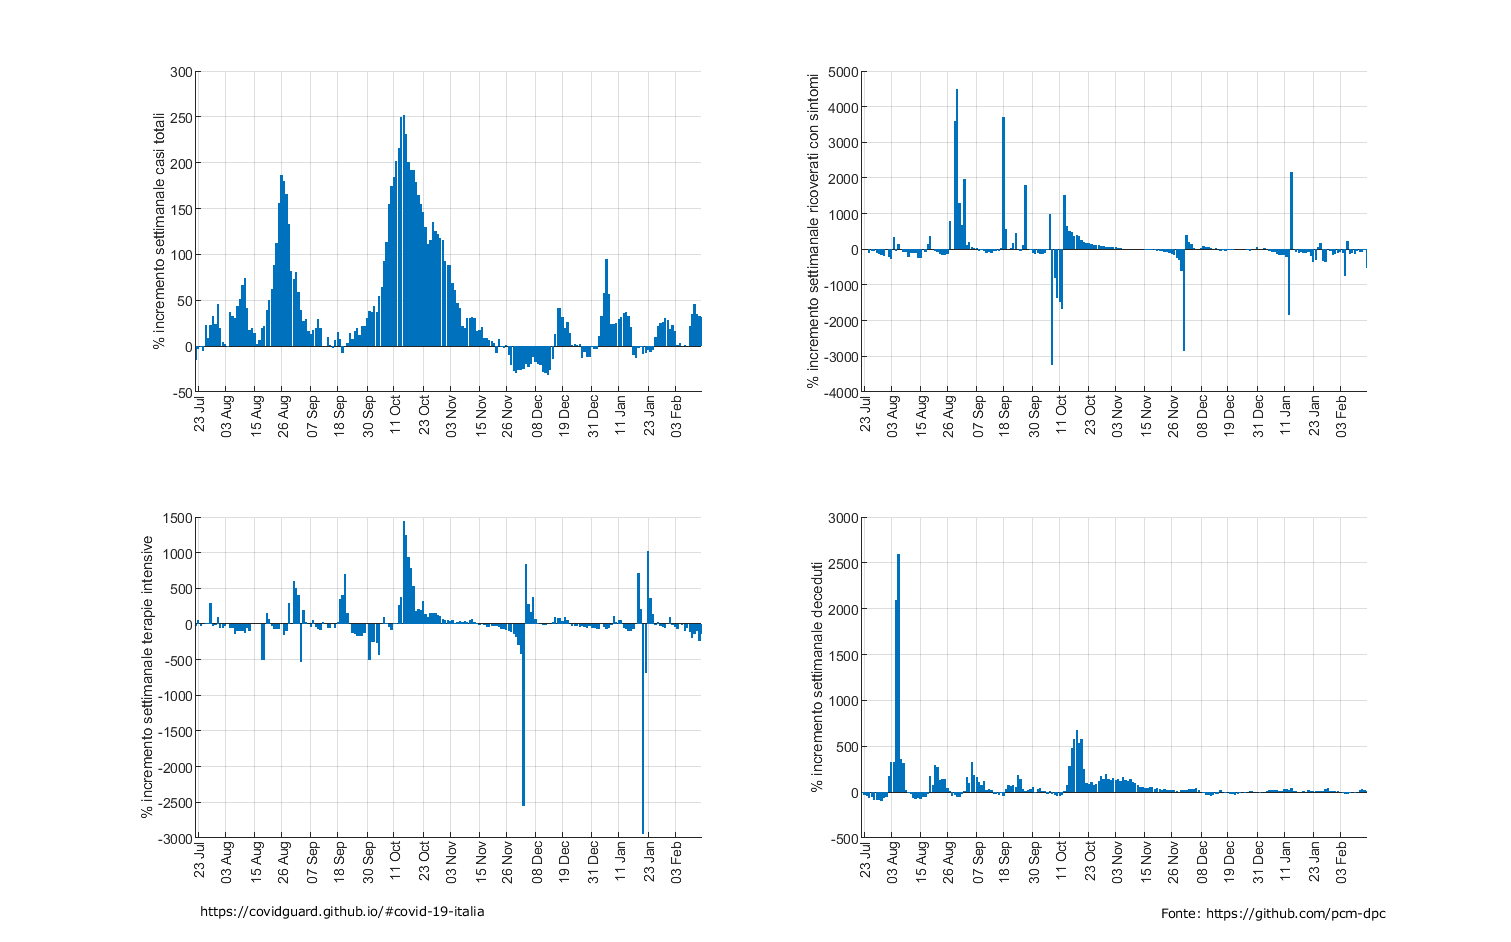 % incremento settimanale casi totali
300
250
200
150
100
50
0
-50
23 Jul
03 Aug
15 Aug
26 Aug
07 Sep
18 Sep
30 Sep
11 Oct
23 Oct
03 Nov
15 Nov
26 Nov
08 Dec
19 Dec
31 Dec
11 Jan
23 Jan
03 Feb
% incremento settimanale ricoverati con sintomi
5000
4000
3000
2000
1000
0
-1000
-2000
-3000
-4000
23 Jul
03 Aug
15 Aug
26 Aug
07 Sep
18 Sep
30 Sep
11 Oct
23 Oct
03 Nov
15 Nov
26 Nov
08 Dec
19 Dec
31 Dec
11 Jan
23 Jan
03 Feb
% incremento settimanale terapie intensive
1500
1000
500
0
-500
-1000
-1500
-2000
-2500
-3000
23 Jul
03 Aug
15 Aug
26 Aug
07 Sep
18 Sep
30 Sep
11 Oct
23 Oct
03 Nov
15 Nov
26 Nov
08 Dec
19 Dec
31 Dec
11 Jan
23 Jan
03 Feb
% incremento settimanale deceduti
3000
2500
2000
1500
1000
500
0
-500
23 Jul
03 Aug
15 Aug
26 Aug
07 Sep
18 Sep
30 Sep
11 Oct
23 Oct
03 Nov
15 Nov
26 Nov
08 Dec
19 Dec
31 Dec
11 Jan
23 Jan
03 Feb
https://covidguard.github.io/#covid-19-italia
Fonte: https://github.com/pcm-dpc